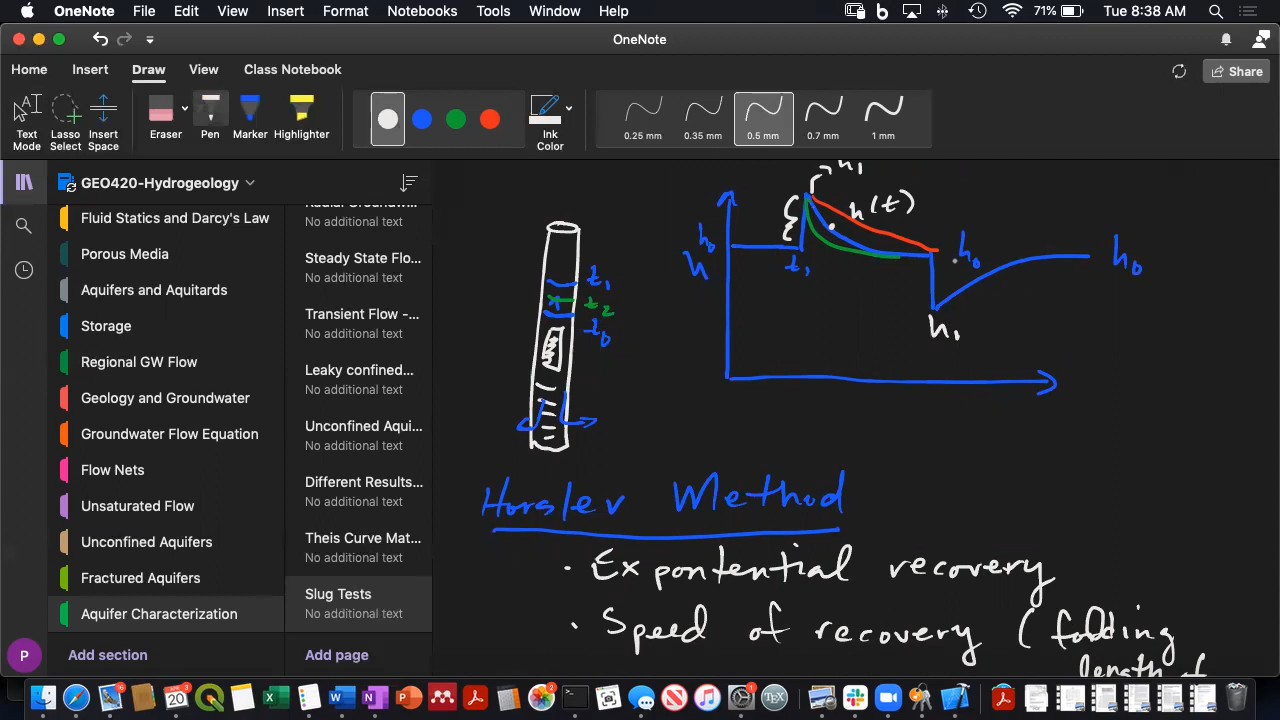 OneNote File Edit View Insert Format Notebooks Tools Window Help 71% Tue 8:38 AM
OneNote
Home Insert Draw View Class Notebook Share
Text Mode Lasso Select Insert Space Eraser Pen Marker Highlighter Ink Color 0.25 mm 0.35 mm 0.5 mm 0.7 mm 1 mm
GEO420-Hydrogeology
Fluid Statics and Darcy's Law
Porous Media
Aquifers and Aquitards
Storage
Regional GW Flow
Geology and Groundwater
Groundwater Flow Equation
Flow Nets
Unsaturated Flow
Unconfined Aquifers
Fractured Aquifers
Aquifer Characterization
P
Add section
No additional text
Steady State Flo...
No additional text
Transient Flow -...
No additional text
Leaky confined...
No additional text
Unconfined Aqui...
No additional text
Different Results...
No additional text
Theis Curve Mat...
No additional text
Slug Tests
No additional text
Add page
t1
t2
t0
h1
h(t)
h0
h
t1
h0
h0
h1
Horslev Method
· Expontential recovery
· Speed of recovery (
length of